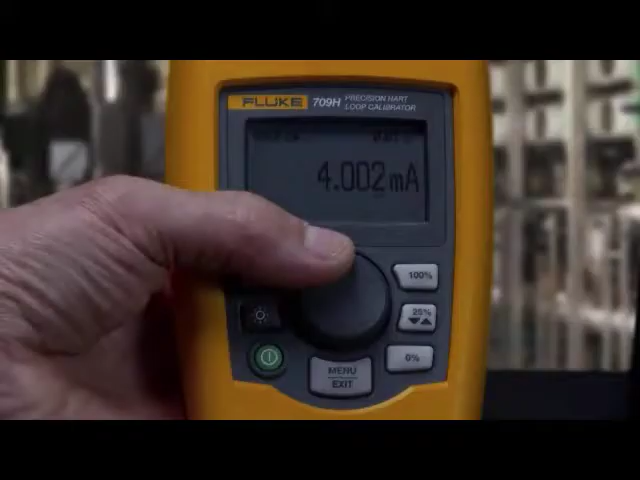 FLUKE 709H PRECISION HART
LOOP CALIBRATOR
4.002 mA
100%
25%
0%
MENU
EXIT